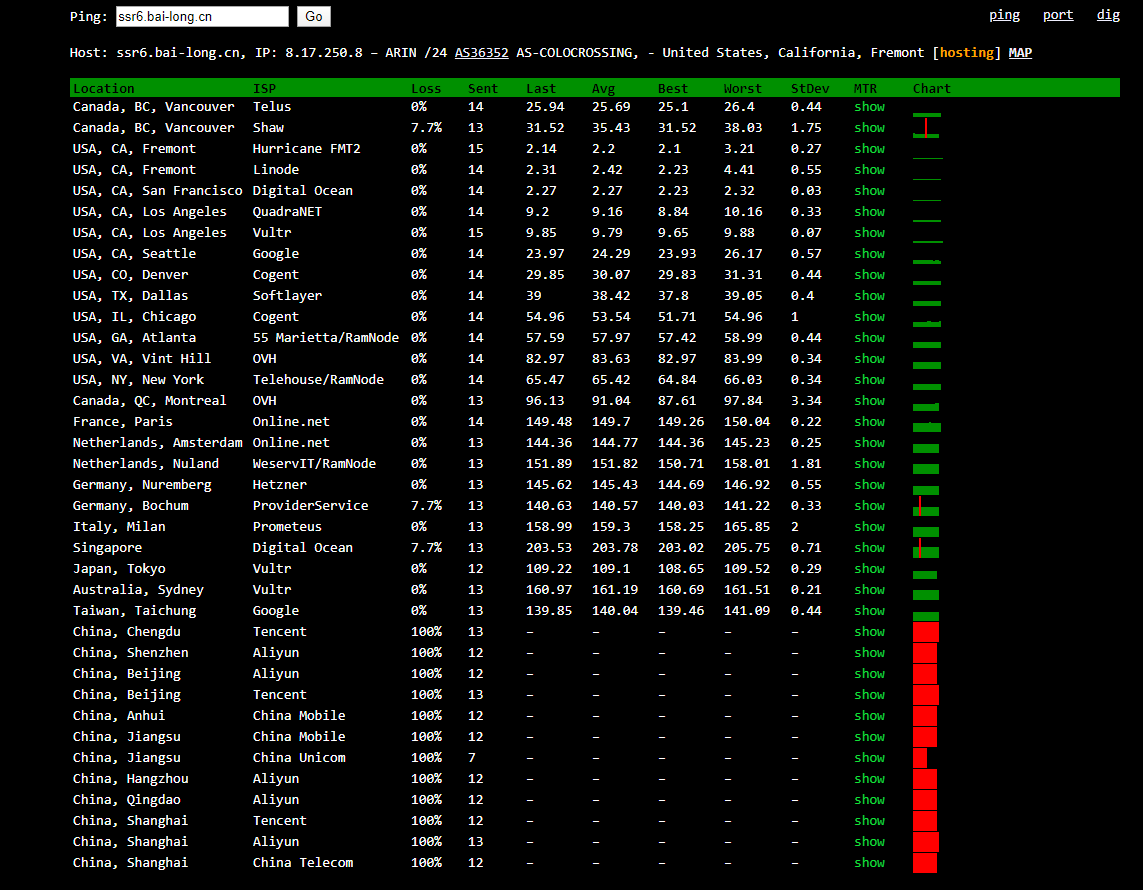 Ping: ssr6.bai-long.cn Go ping port dig
Host: ssr6.bai-long.cn, IP: 8.17.250.8 – ARIN /24 AS36352 AS-COLOCROSSING, - United States, California, Fremont [hosting] MAP
Location ISP Loss Sent Last Avg Best Worst StDev MTR Chart
Canada, BC, Vancouver Telus 0% 14 25.94 25.69 25.1 26.4 0.44 show
Canada, BC, Vancouver Shaw 7.7% 13 31.52 35.43 31.52 38.03 1.75 show
USA, CA, Fremont Hurricane FMT2 0% 15 2.14 2.2 2.1 3.21 0.27 show
USA, CA, Fremont Linode 0% 14 2.31 2.42 2.23 4.41 0.55 show
USA, CA, San Francisco Digital Ocean 0% 14 2.27 2.27 2.23 2.32 0.03 show
USA, CA, Los Angeles QuadraNET 0% 14 9.2 9.16 8.84 10.16 0.33 show
USA, CA, Los Angeles Vultr 0% 15 9.85 9.79 9.65 9.88 0.07 show
USA, CA, Seattle Google 0% 14 23.97 24.29 23.93 26.17 0.57 show
USA, CO, Denver Cogent 0% 14 29.85 30.07 29.83 31.31 0.44 show
USA, TX, Dallas Softlayer 0% 14 39 38.42 37.8 39.05 0.4 show
USA, IL, Chicago Cogent 0% 14 54.96 53.54 51.71 54.96 1 show
USA, GA, Atlanta 55 Marietta/RamNode 0% 14 57.59 57.97 57.42 58.99 0.44 show
USA, VA, Vint Hill OVH 0% 14 82.97 83.63 82.97 83.99 0.34 show
USA, NY, New York Telehouse/RamNode 0% 14 65.47 65.42 64.84 66.03 0.34 show
Canada, QC, Montreal OVH 0% 13 96.13 91.04 87.61 97.84 3.34 show
France, Paris Online.net 0% 14 149.48 149.7 149.26 150.04 0.22 show
Netherlands, Amsterdam Online.net 0% 13 144.36 144.77 144.36 145.23 0.25 show
Netherlands, Nuland WeservIT/RamNode 0% 13 151.89 151.82 150.71 158.01 1.81 show
Germany, Nuremberg Hetzner 0% 13 145.62 145.43 144.69 146.92 0.55 show
Germany, Bochum ProviderService 7.7% 13 140.63 140.57 140.03 141.22 0.33 show
Italy, Milan Prometeus 0% 13 158.99 159.3 158.25 165.85 2 show
Singapore Digital Ocean 7.7% 13 203.53 203.78 203.02 205.75 0.71 show
Japan, Tokyo Vultr 0% 12 109.22 109.1 108.65 109.52 0.29 show
Australia, Sydney Vultr 0% 13 160.97 161.19 160.69 161.51 0.21 show
Taiwan, Taichung Google 0% 13 139.85 140.04 139.46 141.09 0.44 show
China, Chengdu Tencent 100% 13 – – – – – show
China, Shenzhen Aliyun 100% 12 – – – – – show
China, Beijing Aliyun 100% 12 – – – – – show
China, Beijing Tencent 100% 13 – – – – – show
China, Anhui China Mobile 100% 12 – – – – – show
China, Jiangsu China Mobile 100% 12 – – – – – show
China, Jiangsu China Unicom 100% 7 – – – – – show
China, Hangzhou Aliyun 100% 12 – – – – – show
China, Qingdao Aliyun 100% 12 – – – – – show
China, Shanghai Tencent 100% 12 – – – – – show
China, Shanghai Aliyun 100% 13 – – – – – show
China, Shanghai China Telecom 100% 12 – – – – – show